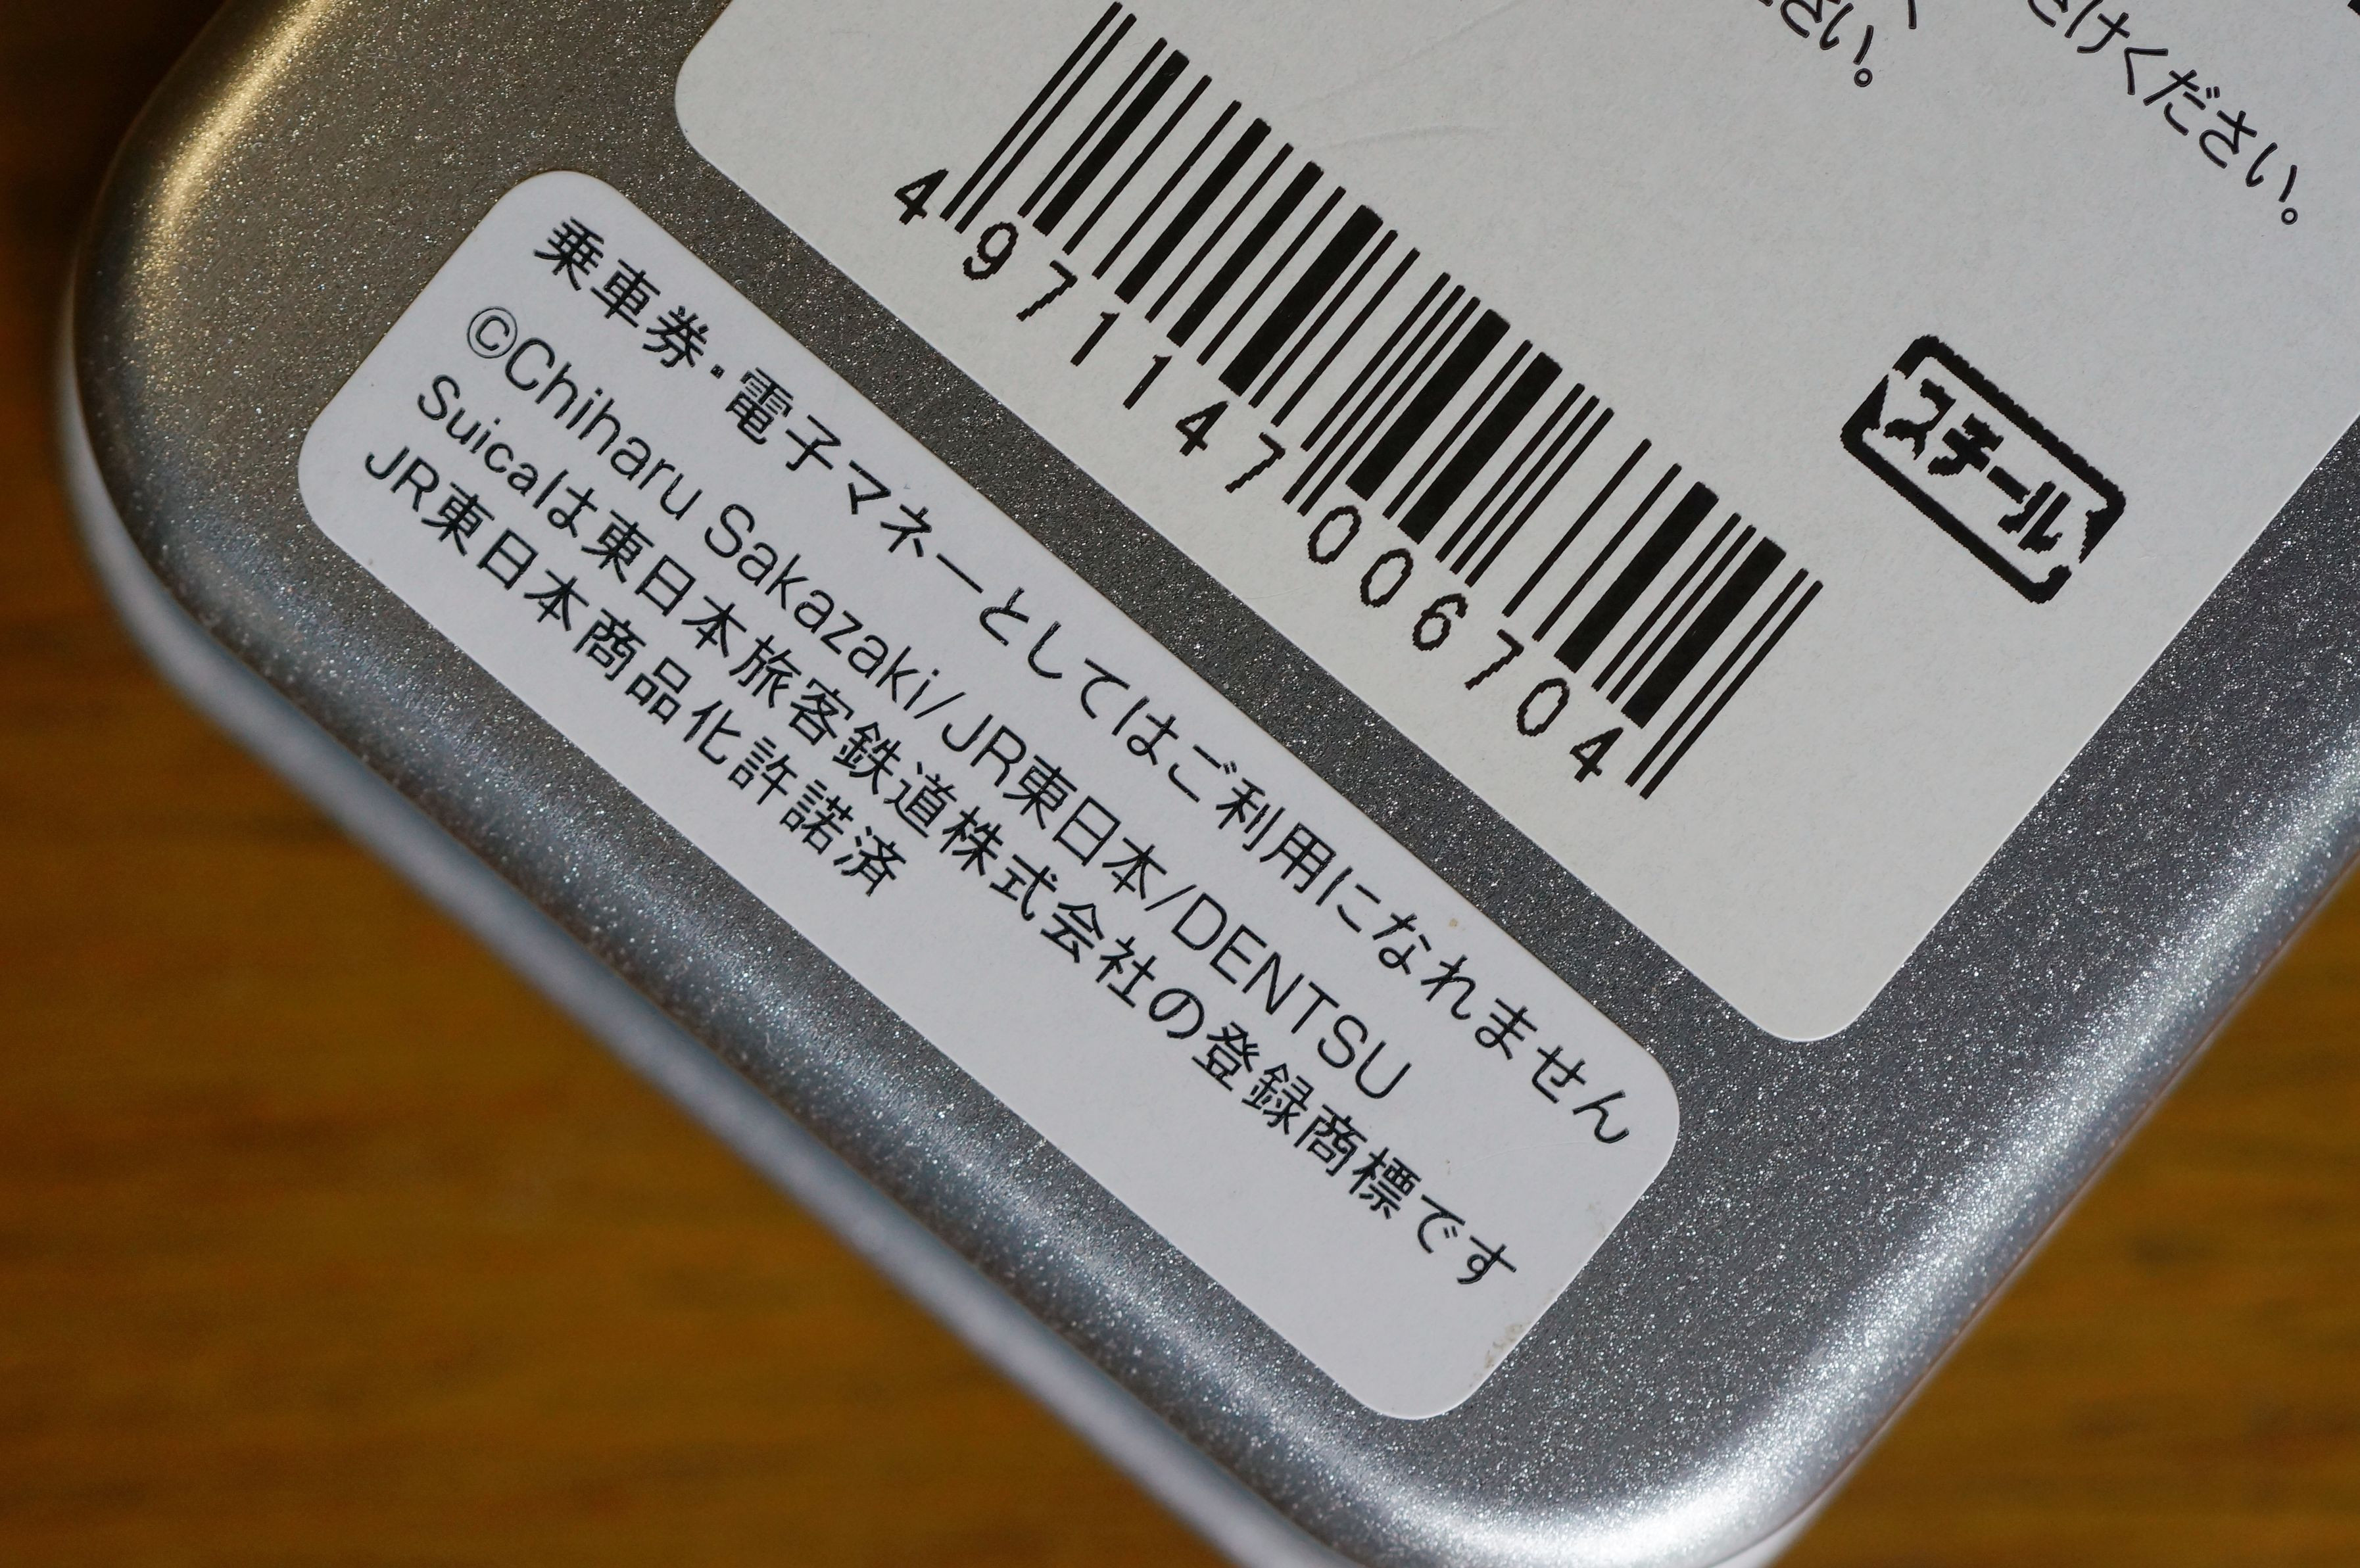 さい。
さけください。
スチール
4971147006704
乗車券・電子マネーとしてはご利用になれません
©Chiharu Sakazaki/JR東日本/DENTSU
Suicaは東日本旅客鉄道株式会社の登録商標です
JR東日本商品化許諾済